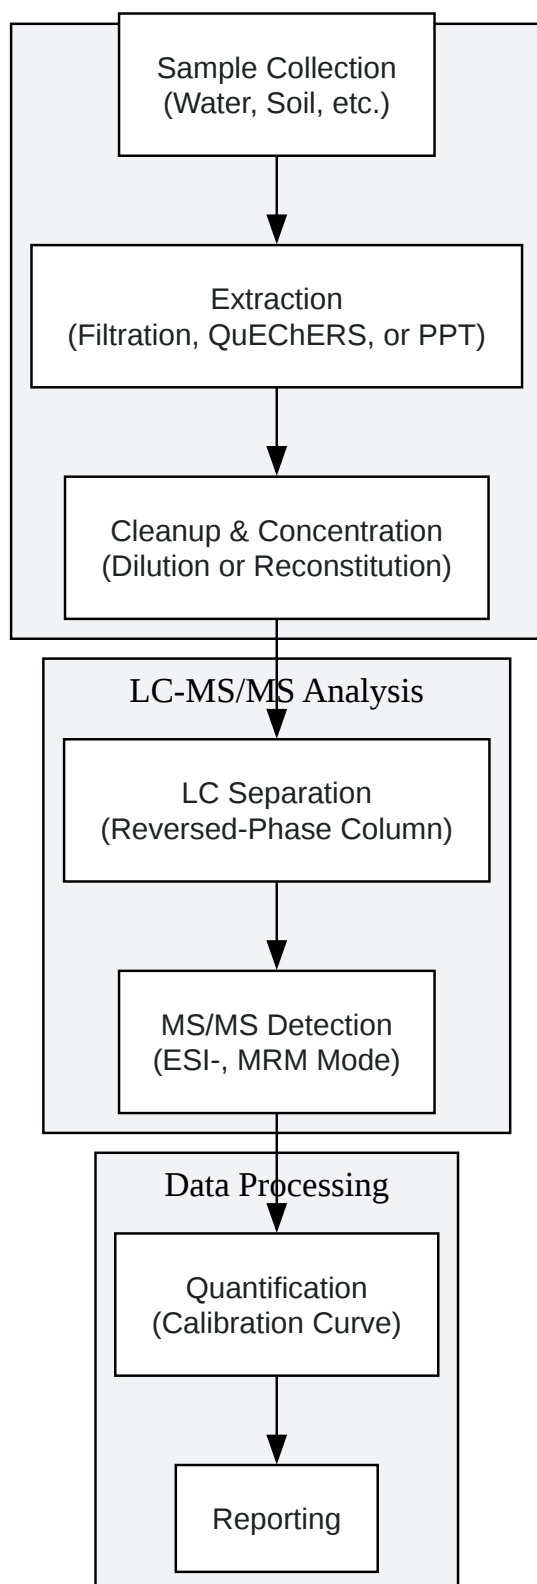 Sample Collection
(Water, Soil, etc.)
Extraction
(Filtration, QuEChERS, or PPT)
Cleanup & Concentration
(Dilution or Reconstitution)
LC-MS/MS Analysis
LC Separation
(Reversed-Phase Column)
MS/MS Detection
(ESI-, MRM Mode)
Data Processing
Quantification
(Calibration Curve)
Reporting